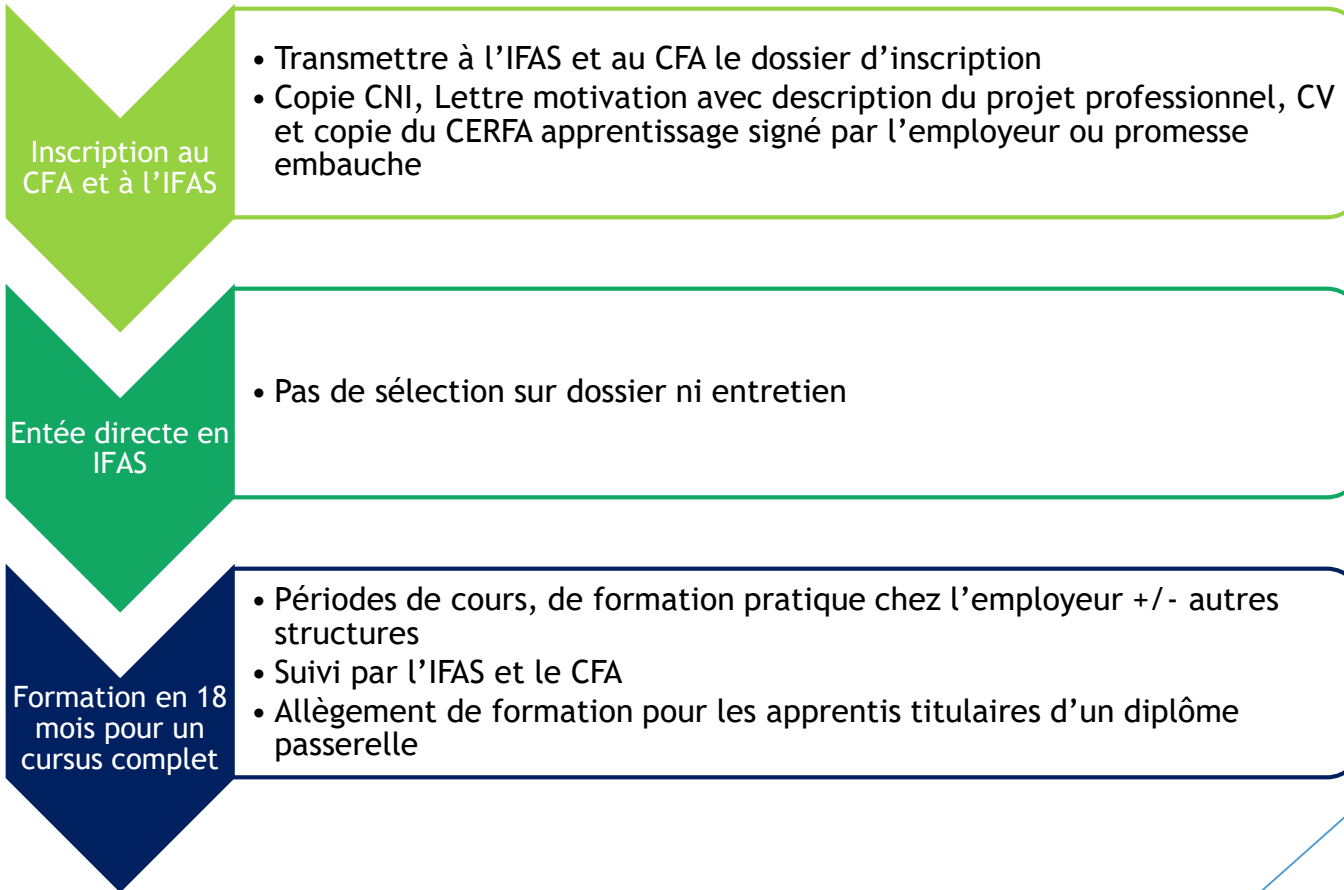 Inscription au
CFA et à l’IFAS
• Transmettre à l’IFAS et au CFA le dossier d’inscription
• Copie CNI, Lettre motivation avec description du projet professionnel, CV
et copie du CERFA apprentissage signé par l’employeur ou promesse
embauche
Entée directe en
IFAS
• Pas de sélection sur dossier ni entretien
Formation en 18
mois pour un
cursus complet
• Périodes de cours, de formation pratique chez l’employeur +/- autres
structures
• Suivi par l’IFAS et le CFA
• Allègement de formation pour les apprentis titulaires d’un diplôme
passerelle